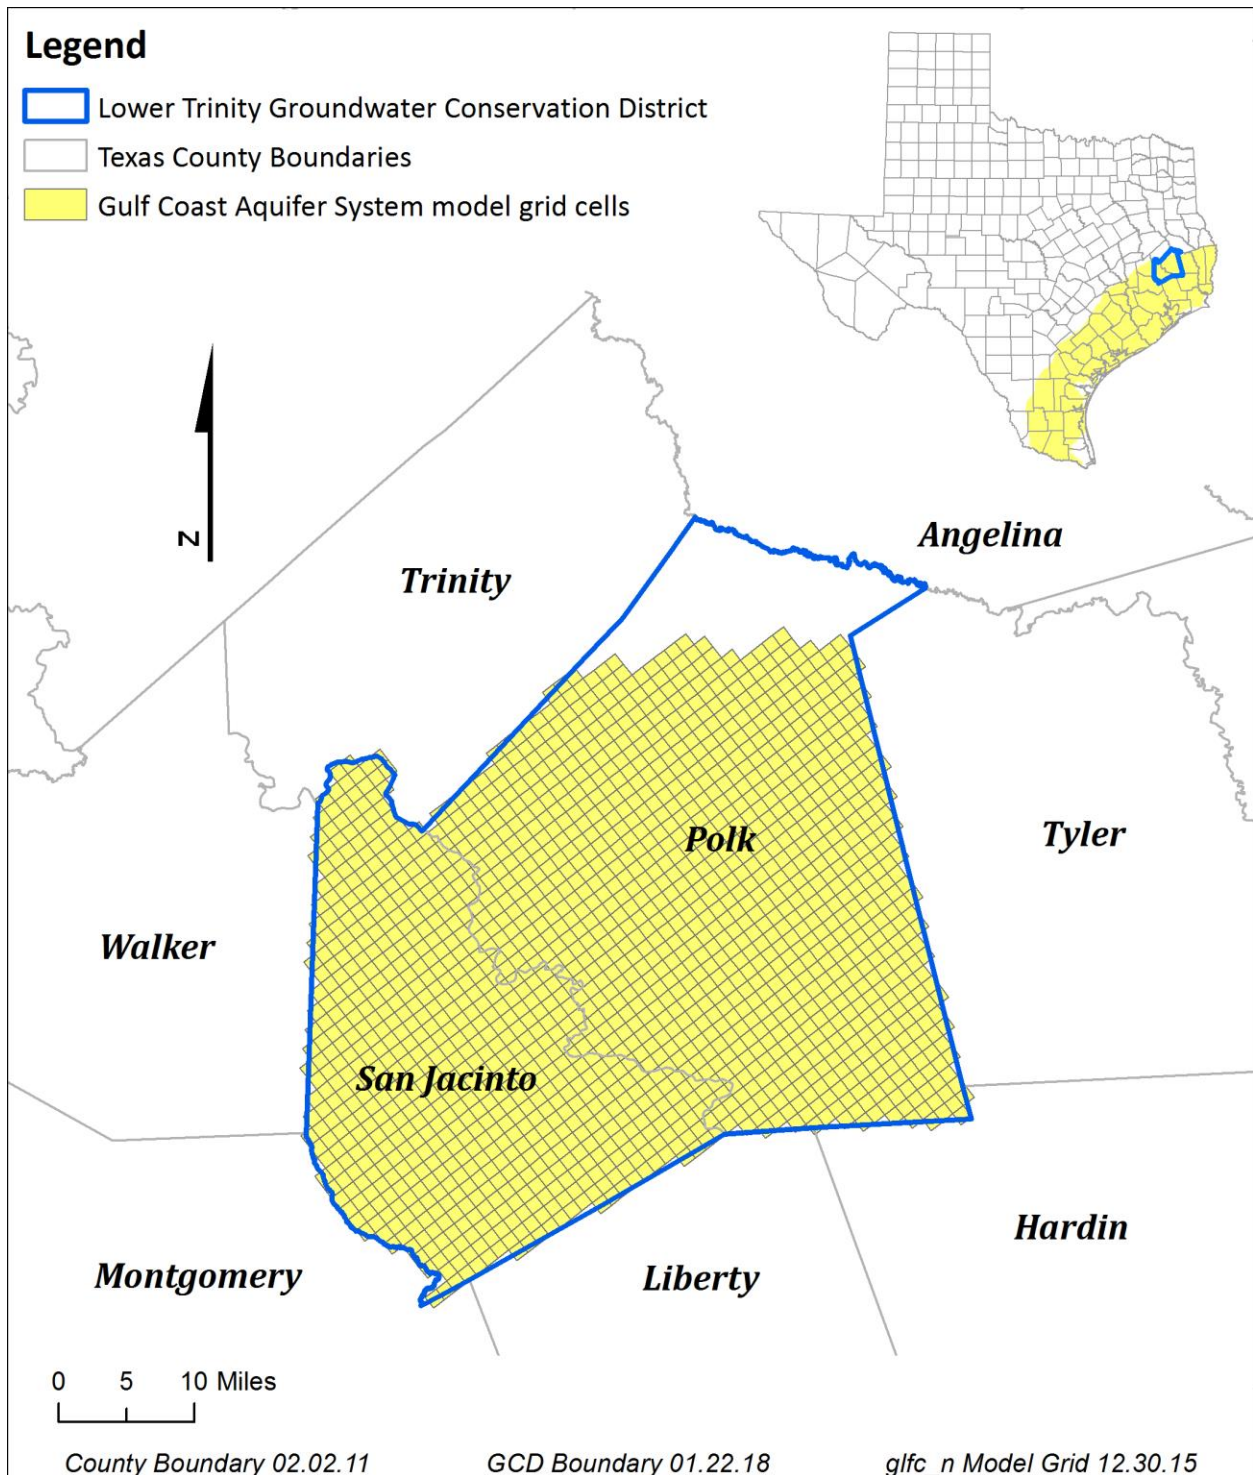 Legend
Lower Trinity Groundwater Conservation District
Texas County Boundaries
Gulf Coast Aquifer System model grid cells
N
Angelina
Trinity
Polk
Tyler
Walker
San Jacinto
Hardin
Montgomery
Liberty
0 5 10 Miles
County Boundary 02.02.11 GCD Boundary 01.22.18 glfc_n Model Grid 12.30.15